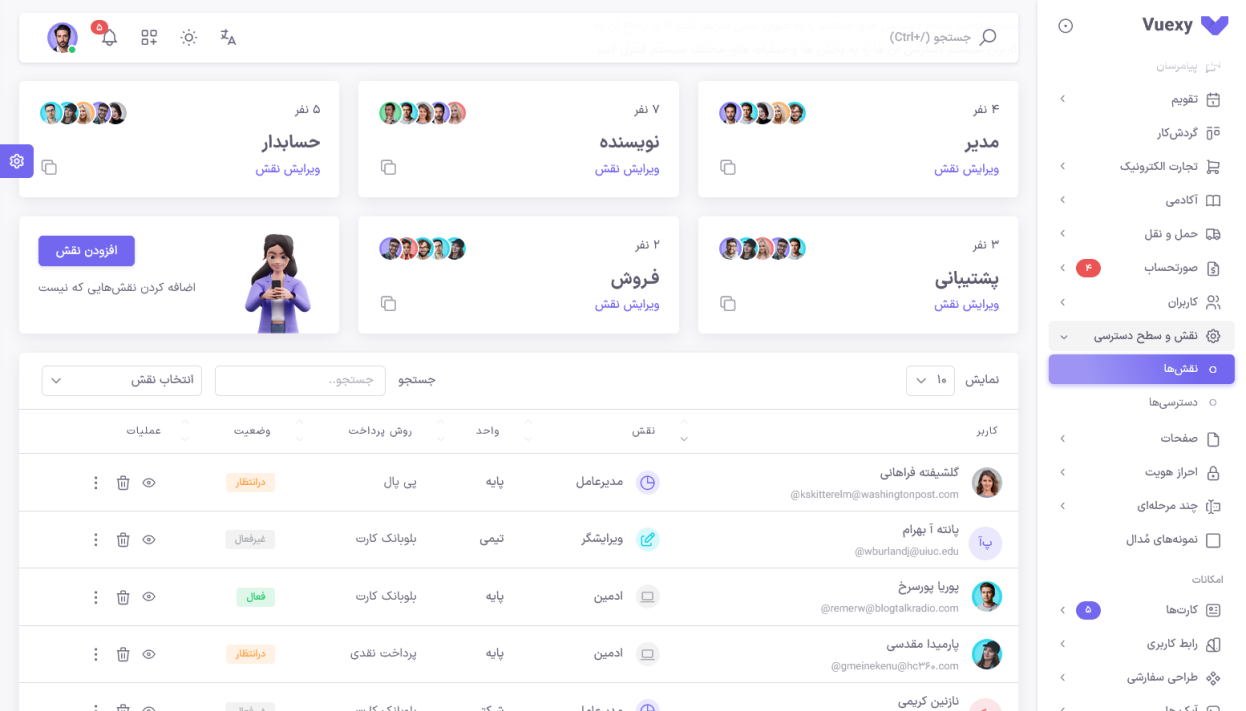 Vuexy
پیام‌رسان
تقویم
گردش‌کار
تجارت الکترونیک
آکادمی
حمل و نقل
صورتحساب
۴
کاربران
نقش و سطح دسترسی
نقش‌ها
دسترسی‌ها
صفحات
احراز هویت
چند مرحله‌ای
نمونه‌های مُدال
امکانات
کارت‌ها
۵
رابط کاربری
طراحی سفارشی
جستجو (Ctrl+/)
۵
۴ نفر
مدیر
ویرایش نقش
۷ نفر
نویسنده
ویرایش نقش
۵ نفر
حسابدار
ویرایش نقش
۳ نفر
پشتیبانی
ویرایش نقش
۲ نفر
فروش
ویرایش نقش
افزودن نقش
اضافه کردن نقش‌هایی که نیست
نمایش ۱۰ جستجو جستجو.. انتخاب نقش
کاربر نقش واحد روش پرداخت وضعیت عملیات
گلشیفته فراهانی مدیرعامل پایه پی پال درانتظار
@kskitterelm@washingtonpost.com
پ‌آ پانته آ بهرام ویرایشگر تیمی بلوبانک کارت غیرفعال
@wburlandj@uiuc.edu
پوریا پورسرخ ادمین پایه بلوبانک کارت فعال
@remerw@blogtalkradio.com
پارمیدا مقدسی ادمین پایه پرداخت نقدی درانتظار
@gmeinekenu@hc۳۶۰.com
نازنین کریمی مدیرعامل شرکتی بلوبانک کارت